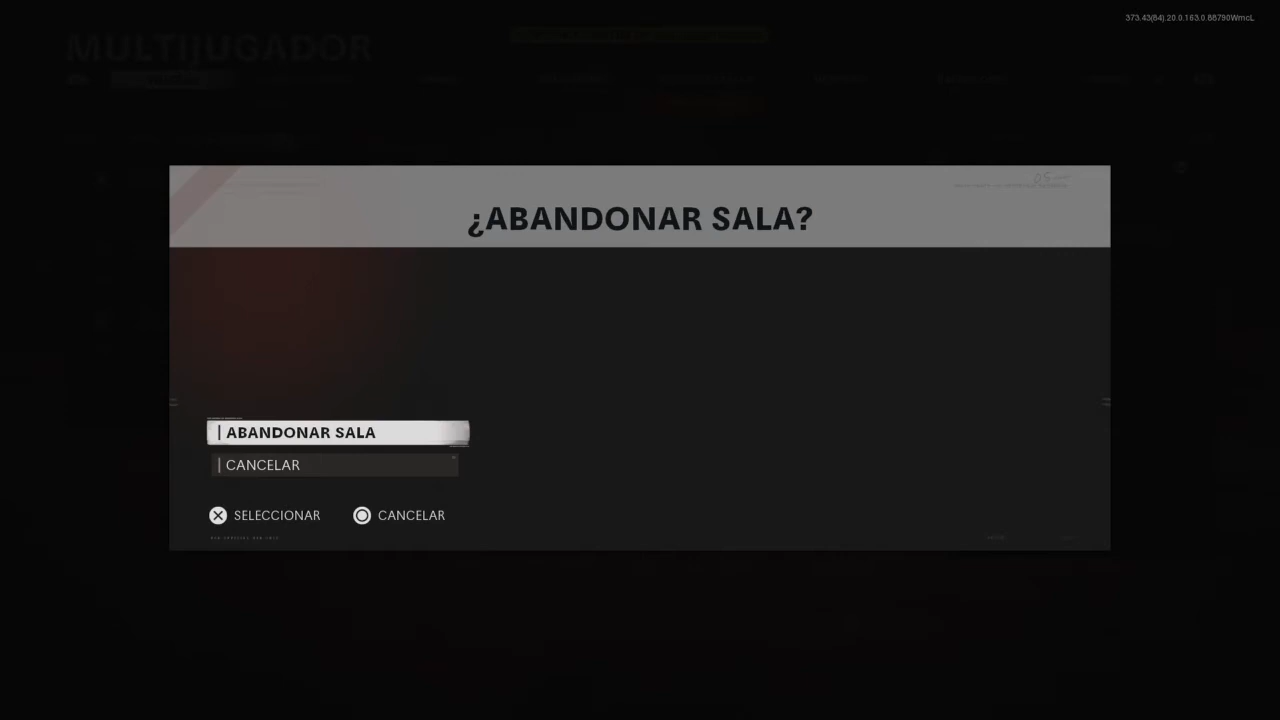 373.43(84).20.0.163.0.88790WmcL
MULTIJUGADOR
¿ABANDONAR SALA?
ABANDONAR SALA
CANCELAR
SELECCIONAR
CANCELAR